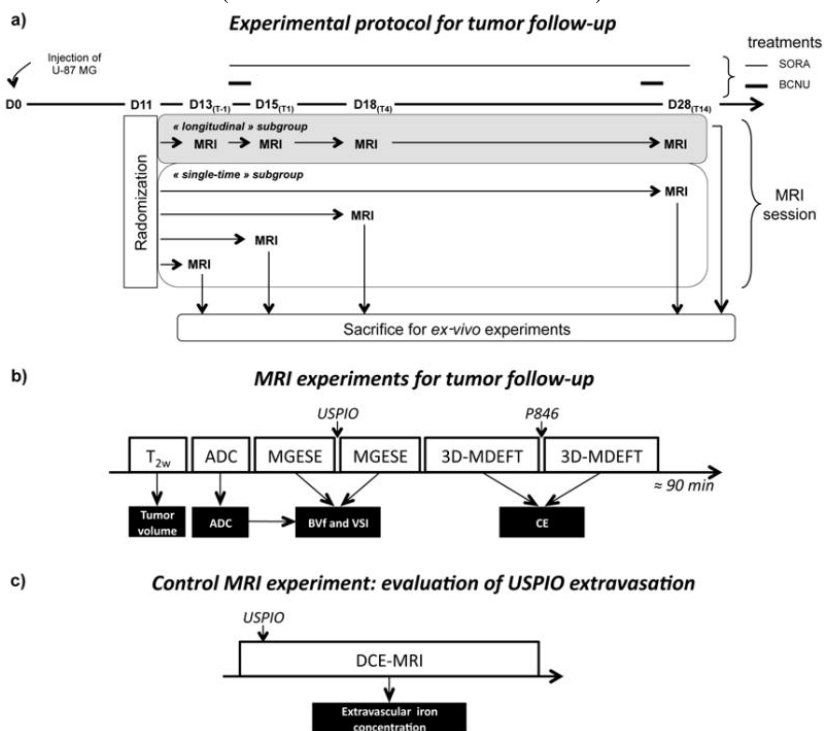 a)
Experimental protocol for tumor follow-up
Injection of
U-87 MG
treatments
SORA
BCNU
D0 D11 D13(T-1) D15(T1) D18(T4) D28(T14)
Radomization
« longitudinal » subgroup
MRI MRI MRI MRI
« single-time » subgroup
MRI
MRI
MRI
MRI
MRI
session
Sacrifice for ex-vivo experiments
b)
MRI experiments for tumor follow-up
USPIO P846
T2w ADC MGESE MGESE 3D-MDEFT 3D-MDEFT
≈ 90 min
Tumor
volume
ADC
BVf and VSI
CE
c)
Control MRI experiment: evaluation of USPIO extravasation
USPIO
DCE-MRI
Extravascular iron
concentration